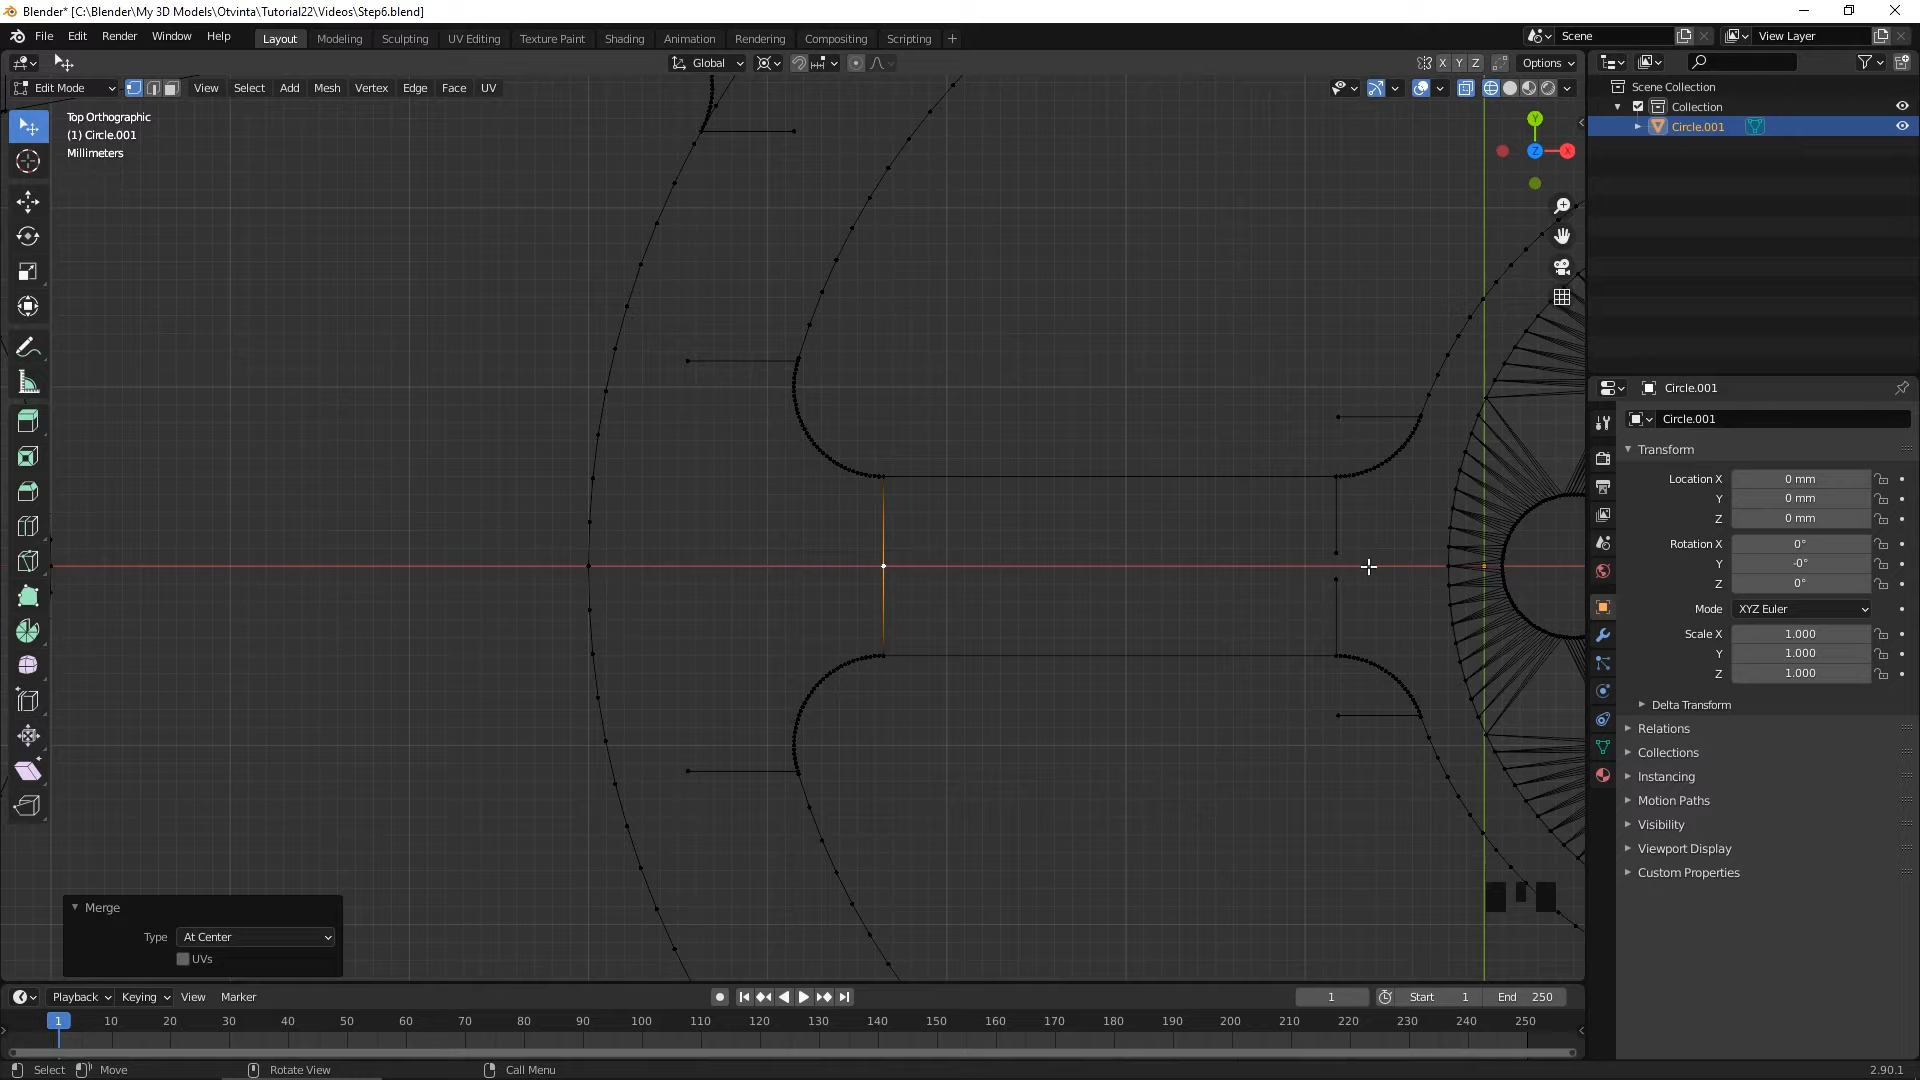 Blender* [C:\Blender\My 3D Models\Otvinta\Tutorial22\Videos\Step6.blend]
File Edit Render Window Help Layout Modeling Sculpting UV Editing Texture Paint Shading Animation Rendering Compositing Scripting + Scene View Layer
Global X Y Z Options
Edit Mode View Select Add Mesh Vertex Edge Face UV
Top Orthographic
(1) Circle.001
Millimeters
Y
Z X
Scene Collection
Collection
Circle.001
Circle.001
Circle.001
Transform
Location X 0 mm
Y 0 mm
Z 0 mm
Rotation X 0°
Y -0°
Z 0°
Mode XYZ Euler
Scale X 1.000
Y 1.000
Z 1.000
Delta Transform
Relations
Collections
Instancing
Motion Paths
Visibility
Viewport Display
Custom Properties
Merge
Type At Center
UVs
Playback Keying View Marker 1 Start 1 End 250
1 10 20 30 40 50 60 70 80 90 100 110 120 130 140 150 160 170 180 190 200 210 220 230 240 250
Select Move Rotate View Call Menu 2.90.1